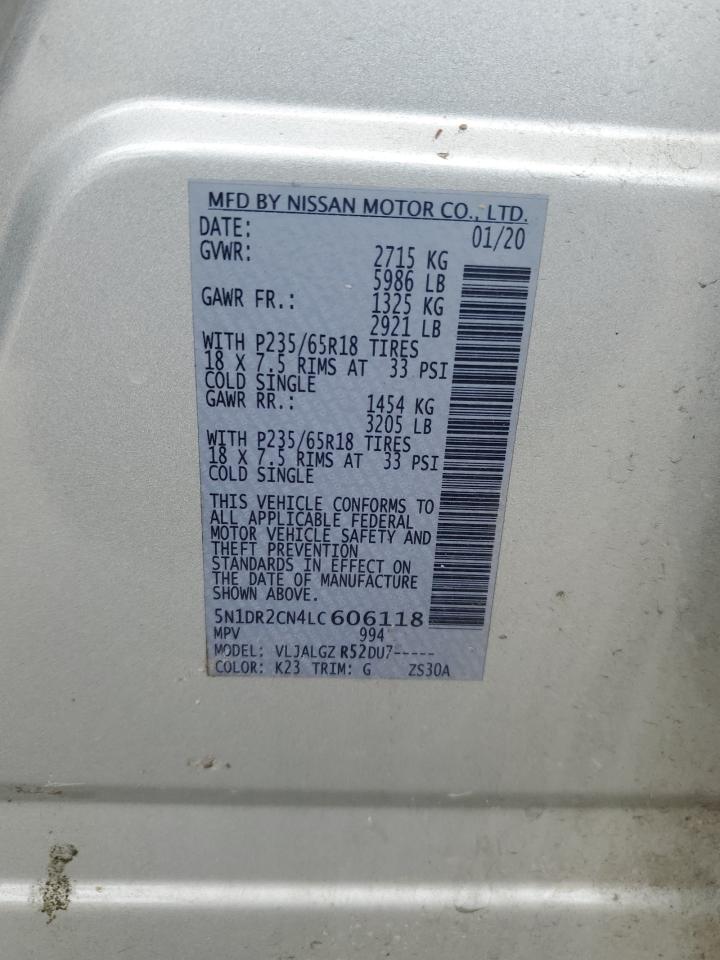 MFD BY NISSAN MOTOR CO., LTD.
DATE: 01/20
GVWR: 2715 KG
5986 LB
GAWR FR.: 1325 KG
2921 LB
WITH P235/65R18 TIRES
18 X 7.5 RIMS AT 33 PSI
COLD SINGLE
GAWR RR.: 1454 KG
3205 LB
WITH P235/65R18 TIRES
18 X 7.5 RIMS AT 33 PSI
COLD SINGLE
THIS VEHICLE CONFORMS TO
ALL APPLICABLE FEDERAL
MOTOR VEHICLE SAFETY AND
THEFT PREVENTION
STANDARDS IN EFFECT ON
THE DATE OF MANUFACTURE
SHOWN ABOVE.
5N1DR2CN4LC606118
MPV 994
MODEL: VLJALGZ R52DU7-----
COLOR: K23 TRIM: G ZS30A